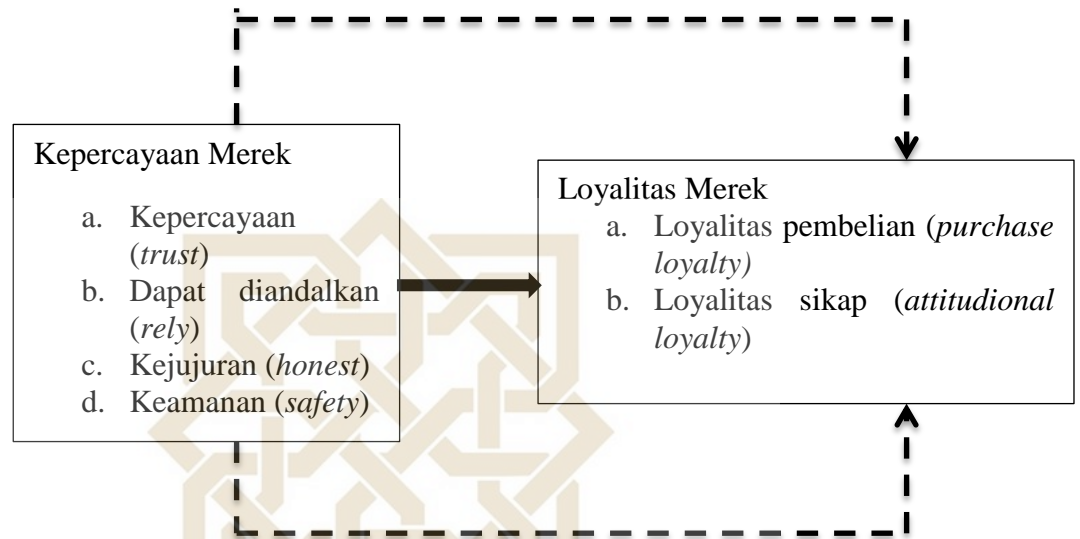 Kepercayaan Merek
a. Kepercayaan
(trust)
b. Dapat diandalkan
(rely)
c. Kejujuran (honest)
d. Keamanan (safety)
Loyalitas Merek
a. Loyalitas pembelian (purchase
loyalty)
b. Loyalitas sikap (attitudional
loyalty)